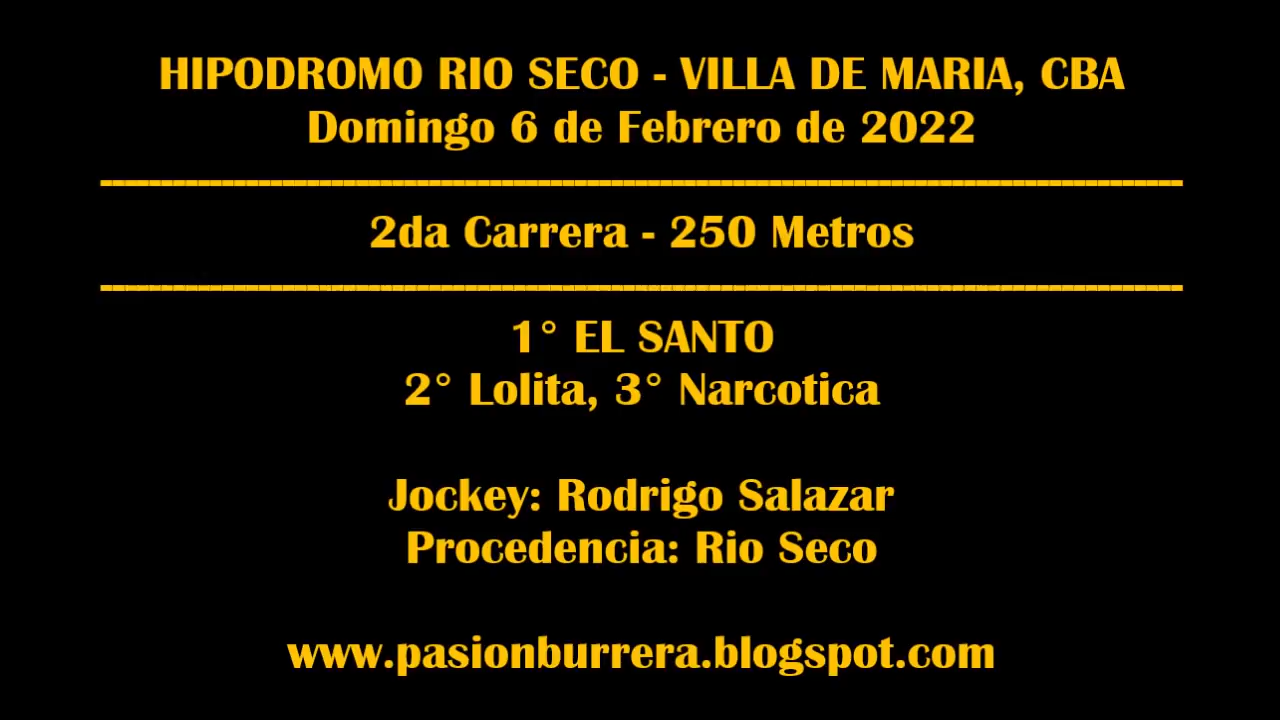 HIPODROMO RIO SECO - VILLA DE MARIA, CBA
Domingo 6 de Febrero de 2022
2da Carrera - 250 Metros
1° EL SANTO
2° Lolita, 3° Narcotica
Jockey: Rodrigo Salazar
Procedencia: Rio Seco
www.pasionburrera.blogspot.com